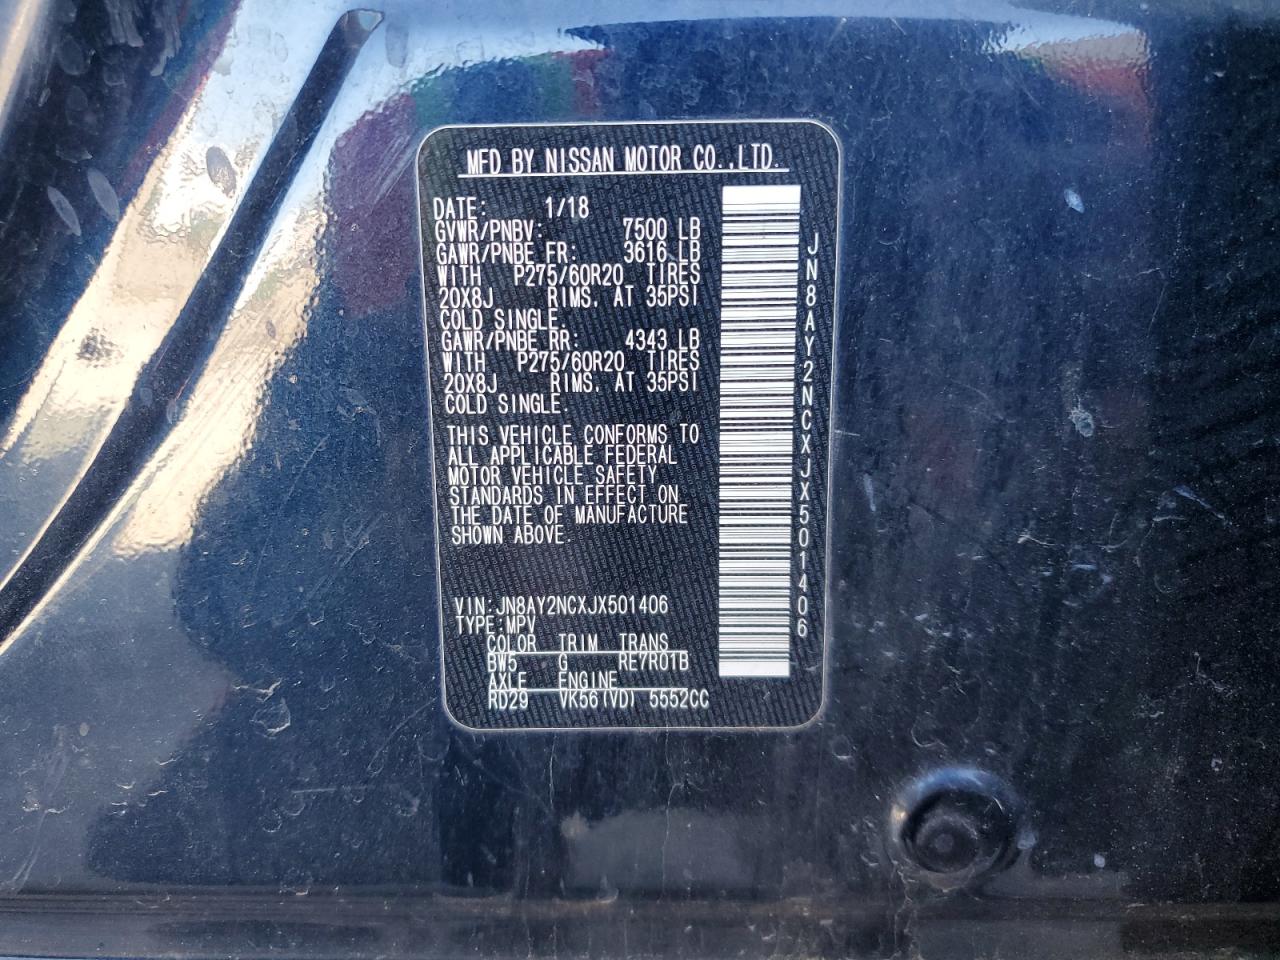 MFD BY NISSAN MOTOR CO.,LTD.
DATE: 1/18
GVWR/PNBV: 7500 LB
GAWR/PNBE FR: 3616 LB
WITH P275/60R20 TIRES
20X8J RIMS. AT 35PSI
COLD SINGLE.
GAWR/PNBE RR: 4343 LB
WITH P275/60R20 TIRES
20X8J RIMS. AT 35PSI
COLD SINGLE.
THIS VEHICLE CONFORMS TO
ALL APPLICABLE FEDERAL
MOTOR VEHICLE SAFETY
STANDARDS IN EFFECT ON
THE DATE OF MANUFACTURE
SHOWN ABOVE.
VIN:JN8AY2NCXJX501406
TYPE:MPV
COLOR TRIM TRANS
BW5 G RE7R01B
AXLE ENGINE
RD29 VK56(VD) 5552CC
JN8AY2NCXJX501406